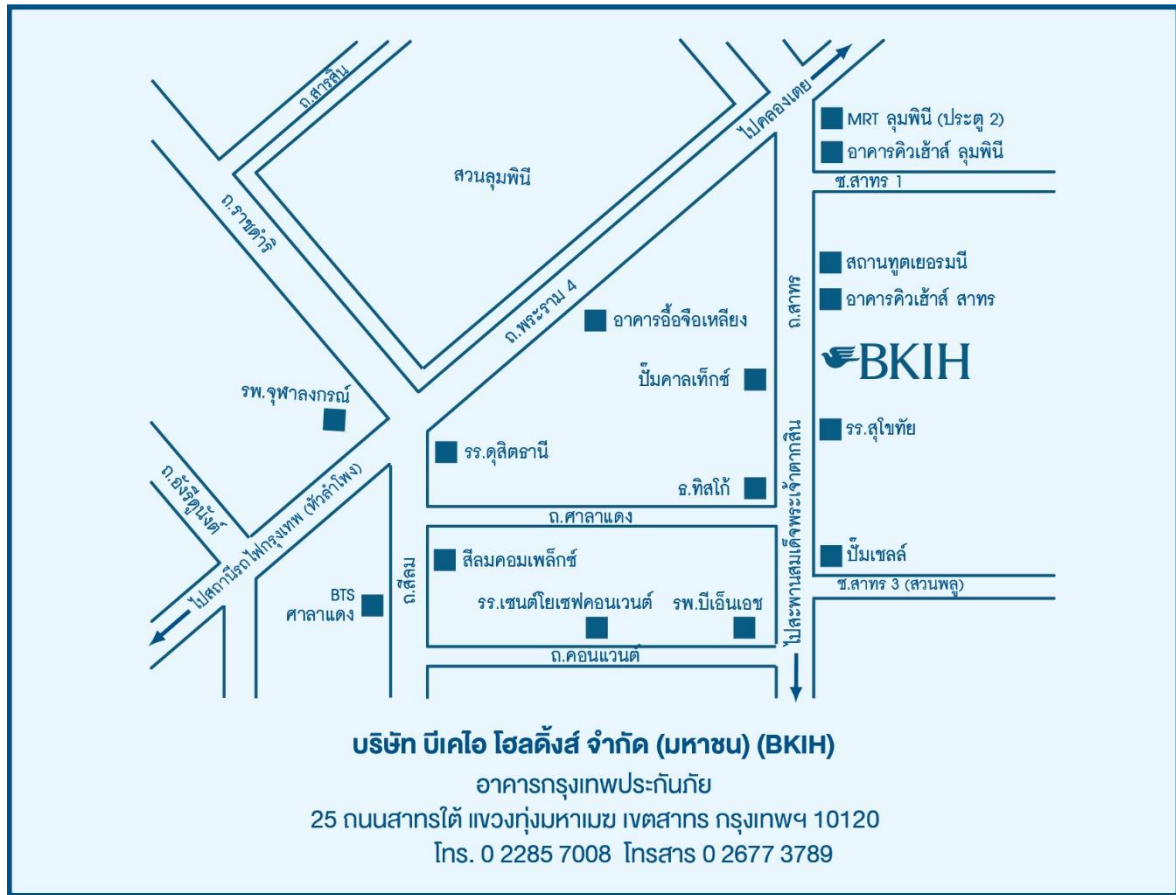 ถ.สารสิน
ไปคลองเตย
MRT ลุมพินี (ประตู 2)
อาคารคิวเฮ้าส์ ลุมพินี
ซ.สาทร 1
สวนลุมพินี
ถ.ราชดำริ
สถานทูตเยอรมนี
ถ.สาทร
อาคารคิวเฮ้าส์ สาทร
ถ.พระราม 4
อาคารอื้อจือเหลียง
BKIH
ปั๊มคาลเท็กซ์
รพ.จุฬาลงกรณ์
รร.สุโขทัย
รร.ดุสิตธานี
ถ.อังรีดูนังต์
ธ.ทิสโก้
ถ.ศาลาแดง
ไปสถานีรถไฟกรุงเทพ (หัวลำโพง)
ไปสะพานสมเด็จพระเจ้าตากสิน
ปั๊มเชลล์
ซ.สาทร 3 (สวนพลู)
สีลมคอมเพล็กซ์
ถ.สีลม
BTS
ศาลาแดง
รร.เซนต์โยเซฟคอนเวนต์
รพ.บีเอ็นเอช
ถ.คอนแวนต์
บริษัท บีเคไอ โฮลดิ้งส์ จำกัด (มหาชน) (BKIH)
อาคารกรุงเทพประกันภัย
25 ถนนสาทรใต้ แขวงทุ่งมหาเมฆ เขตสาทร กรุงเทพฯ 10120
โทร. 0 2285 7008 โทรสาร 0 2677 3789